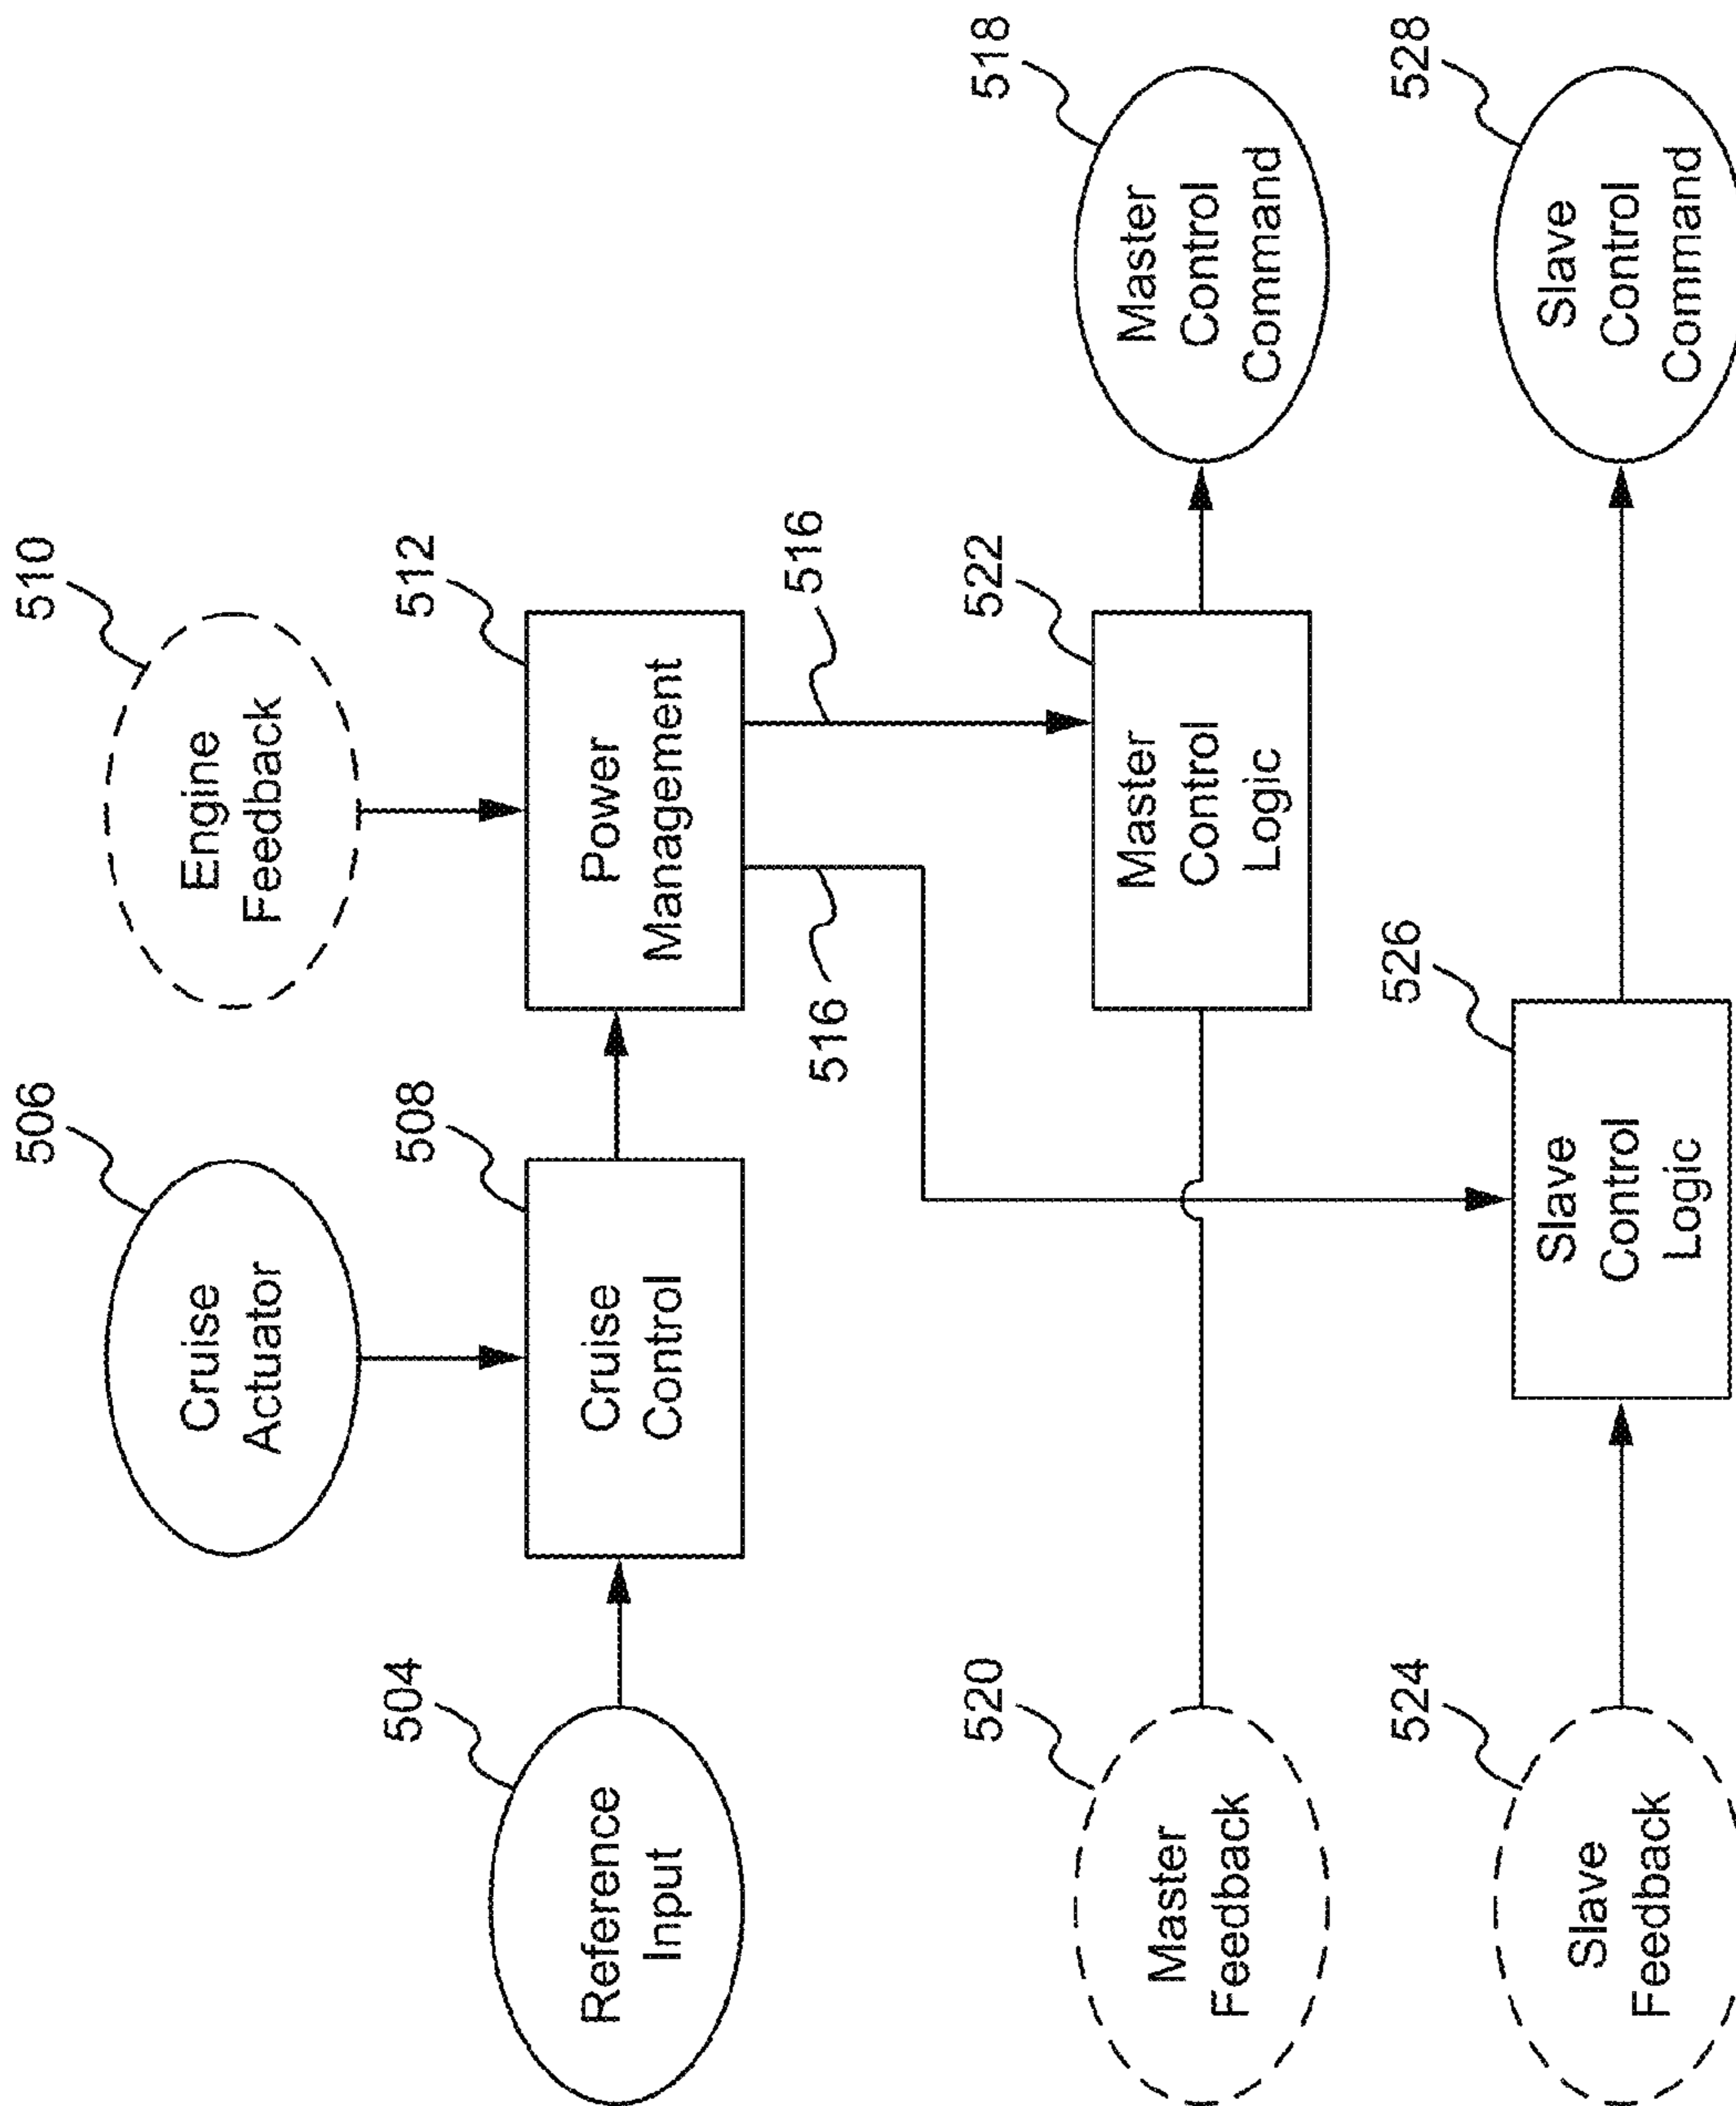 510
506
Engine
Feedback
Cruise
Actuator
504
508
512
Reference
Input
Cruise
Control
Power
Management
516
516
520
522
518
Master
Feedback
Master
Control
Logic
Master
Control
Command
524
526
528
Slave
Feedback
Slave
Control
Logic
Slave
Control
Command